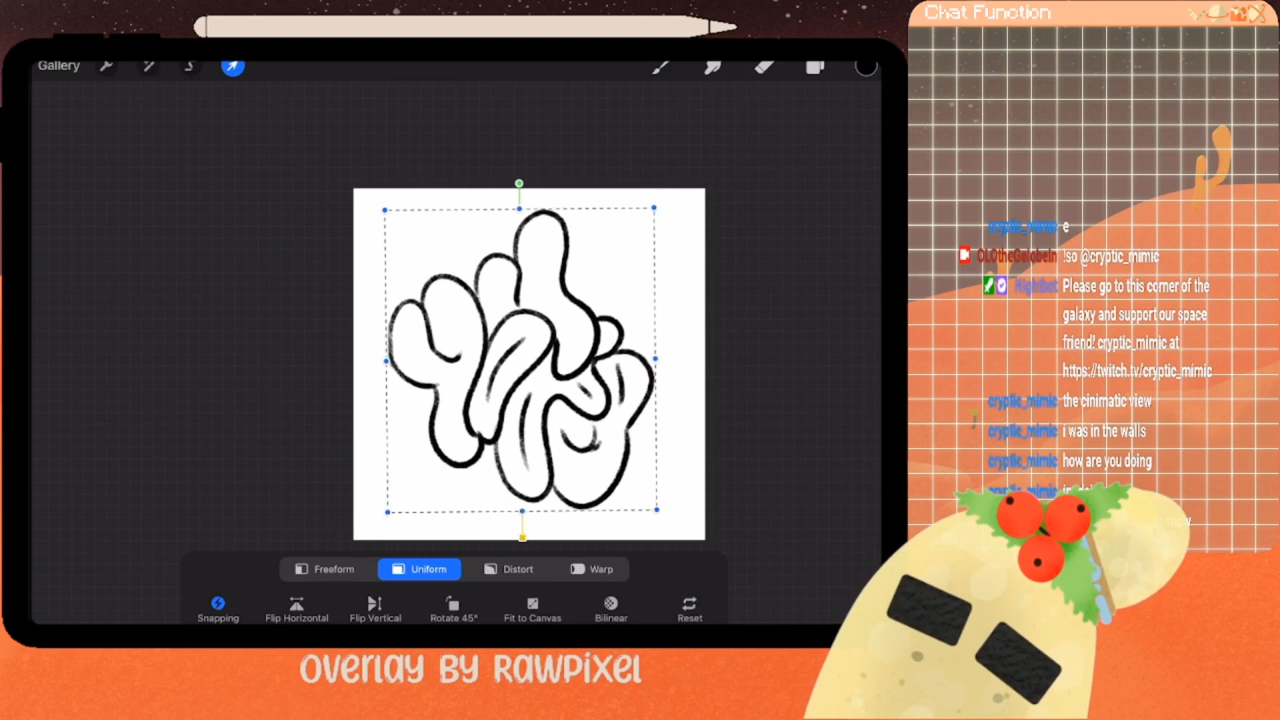 Chat Function
Gallery
cryptic_mimic e
OLOtheGalobein !so @cryptic_mimic
Nightbot Please go to this corner of the
galaxy and support our space
friend! cryptic_mimic at
https://twitch.tv/cryptic_mimic
cryptic_mimic the cinimatic view
cryptic_mimic i was in the walls
cryptic_mimic how are you doing
cryptic_mimic
Freeform Uniform Distort Warp
Snapping Flip Horizontal Flip Vertical Rotate 45° Fit to Canvas Bilinear Reset
Overlay by Rawpixel